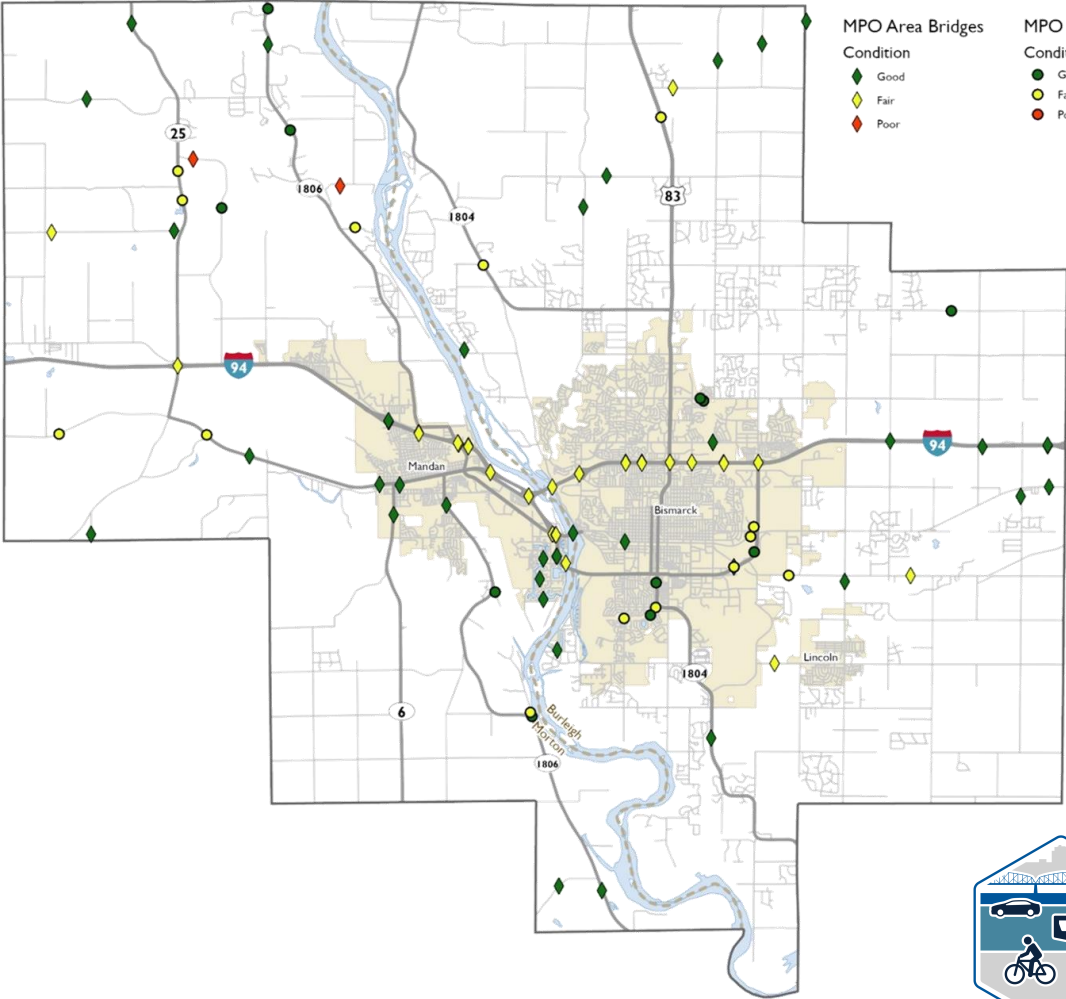 MPO Area Bridges
Condition
Good
Fair
Poor
MPO
25
1806
1804
83
94
94
Mandan
Bismarck
Lincoln
1804
6
Burleigh
Morton
1806